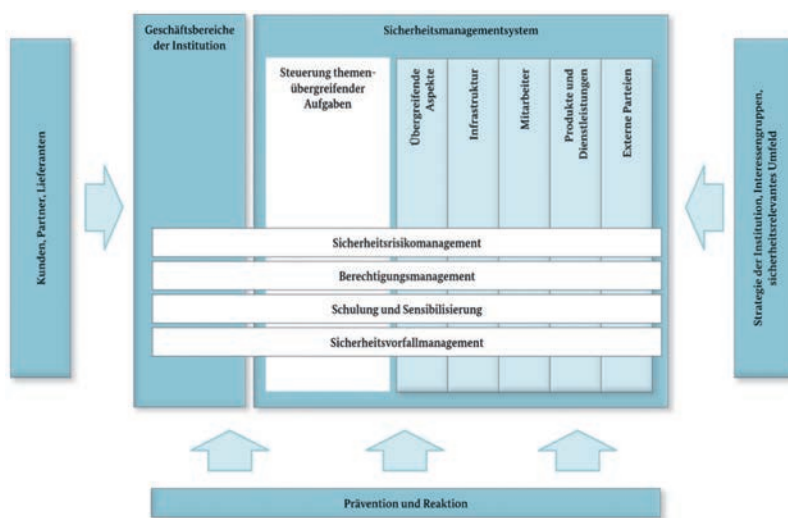 Kunden, Partner, Lieferanten
Geschäftsbereiche
der Institution
Sicherheitsmanagementsystem
Steuerung themen-
übergreifender
Aufgaben
Übergreifende
Aspekte
Infrastruktur
Mitarbeiter
Produkte und
Dienstleistungen
Externe Parteien
Sicherheitsrisikomanagement
Berechtigungsmanagement
Schulung und Sensibilisierung
Sicherheitsvorfallmanagement
Strategie der Institution, Interessengruppen,
sicherheitsrelevantes Umfeld
Prävention und Reaktion